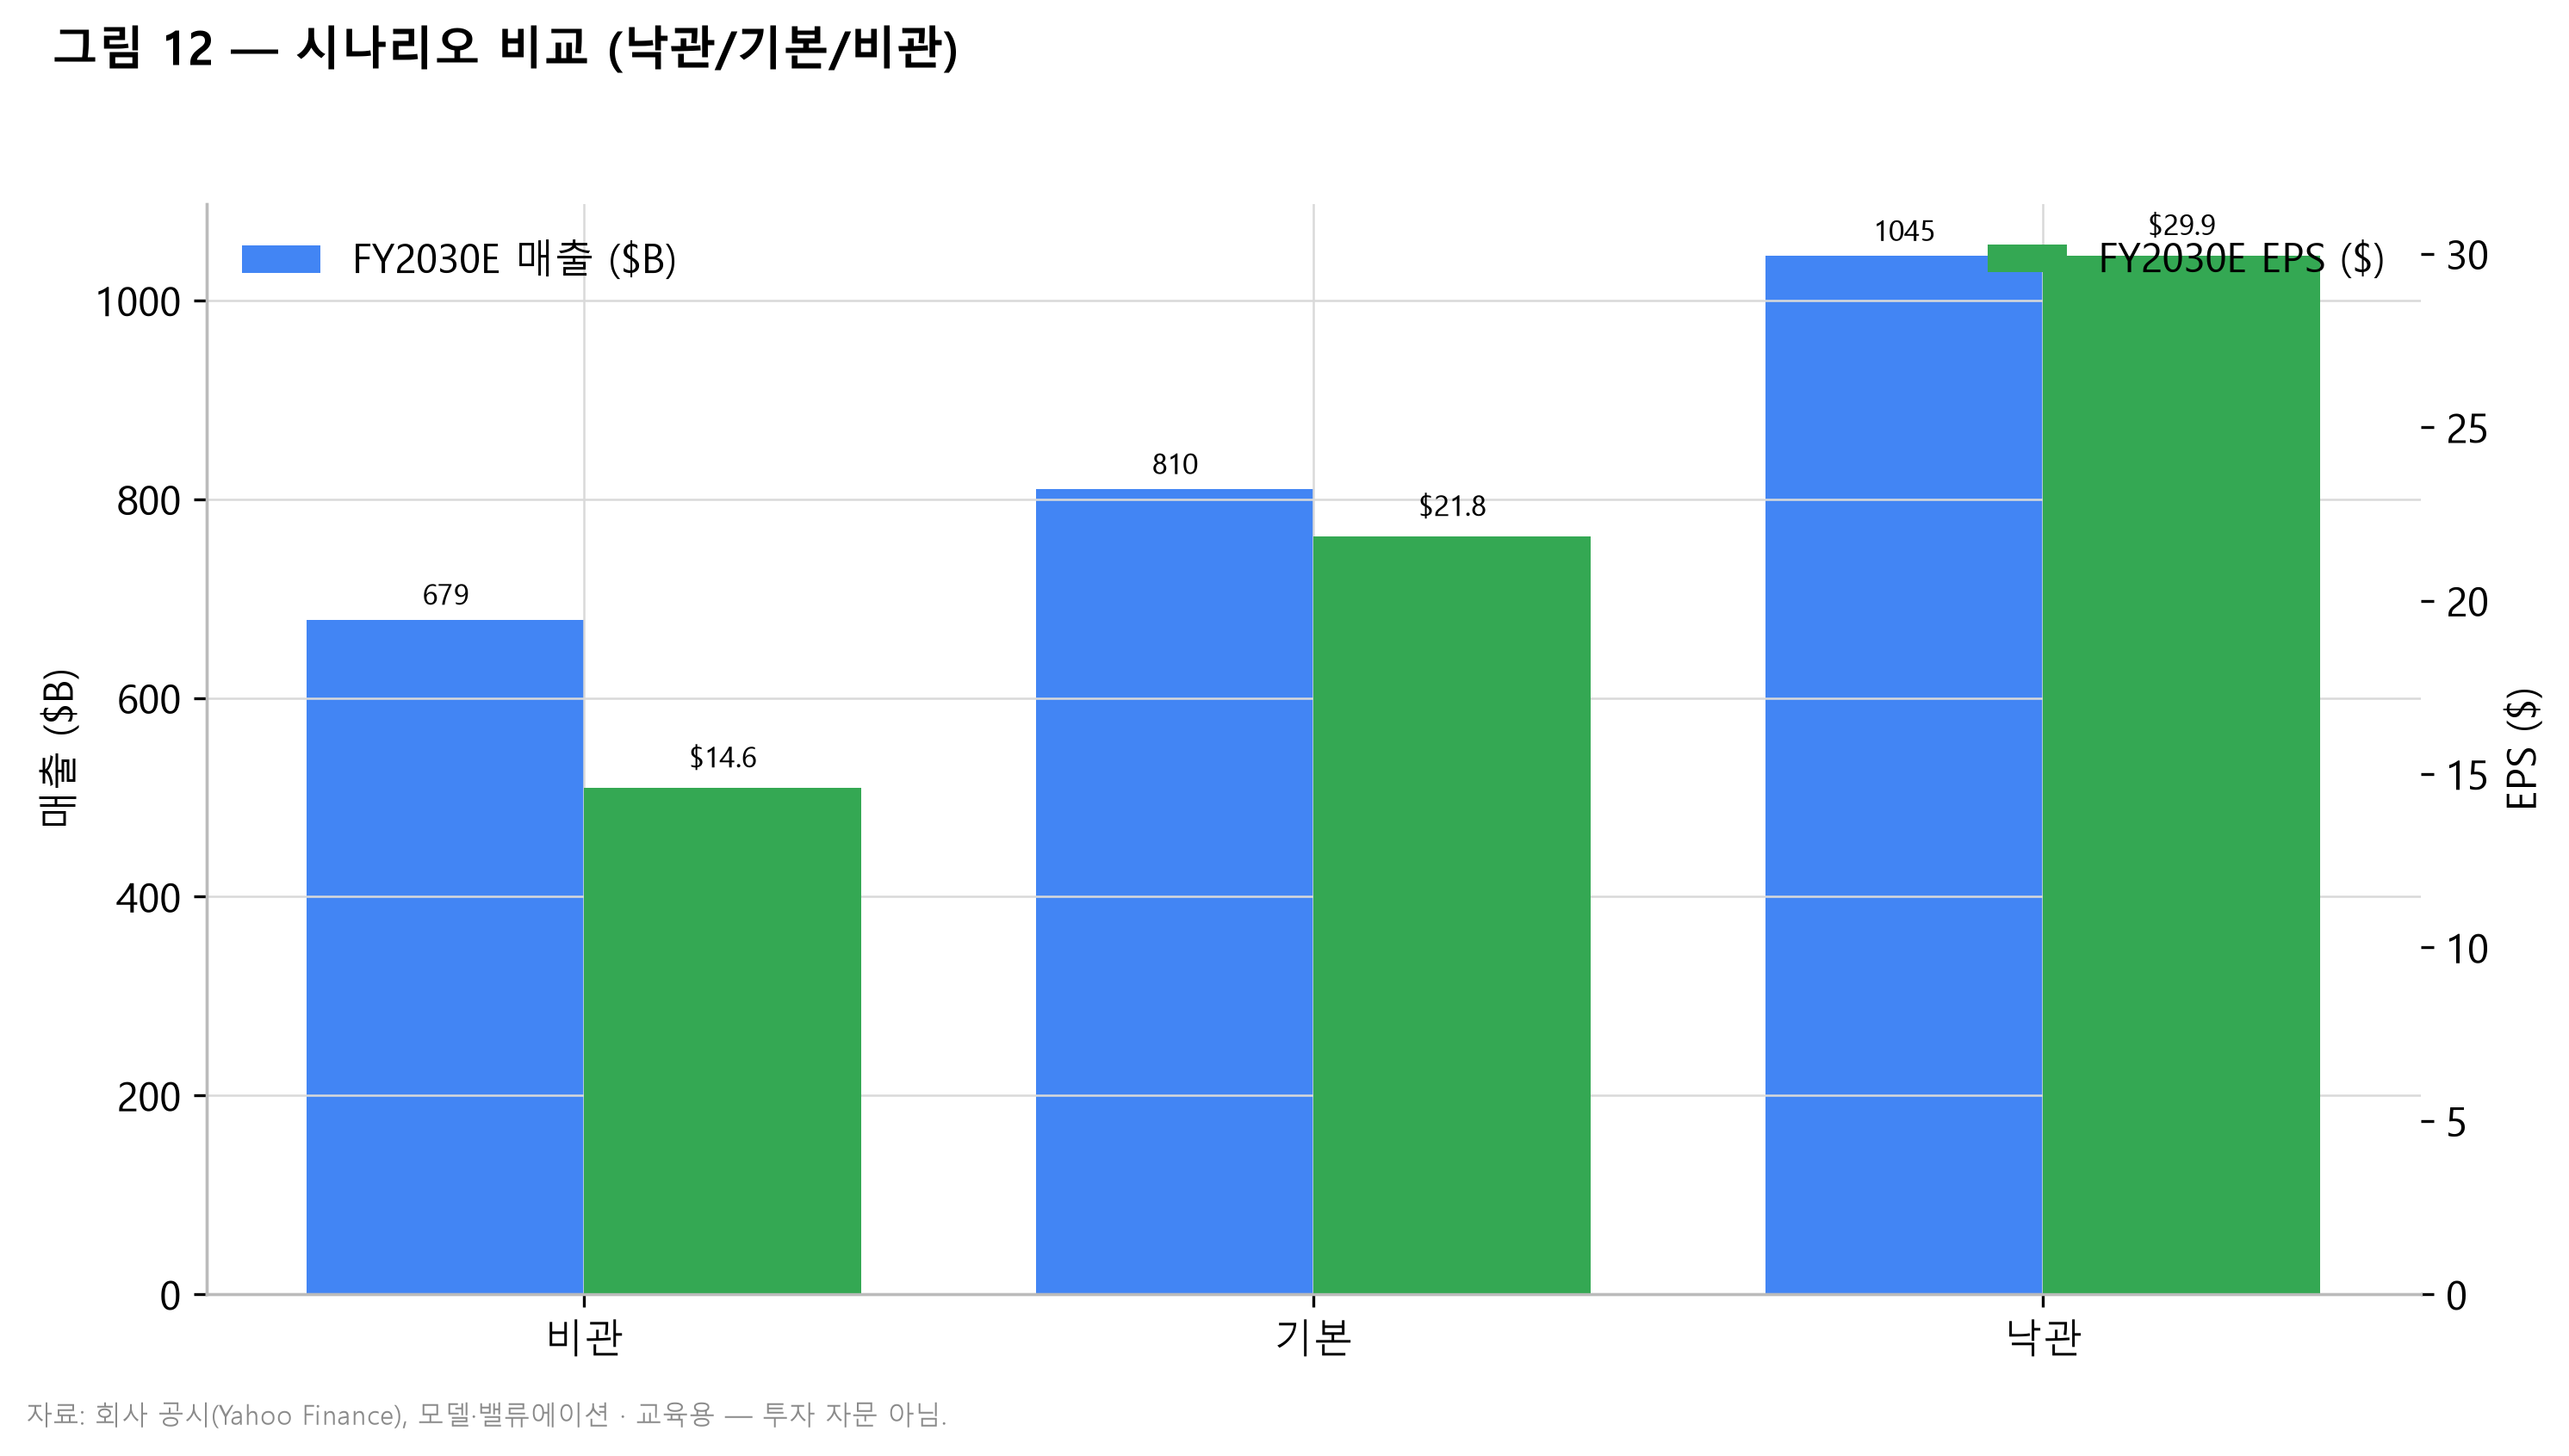 그림 12 — 시나리오 비교 (낙관/기본/비관)
FY2030E 매출 ($B)
FY2030E EPS ($)
매출 ($B)
1000
800
600
400
200
0
679
$14.6
810
$21.8
1045
$29.9
30
25
20
15
10
5
0
EPS ($)
비관
기본
낙관
자료: 회사 공시(Yahoo Finance), 모델·밸류에이션 · 교육용 — 투자 자문 아님.